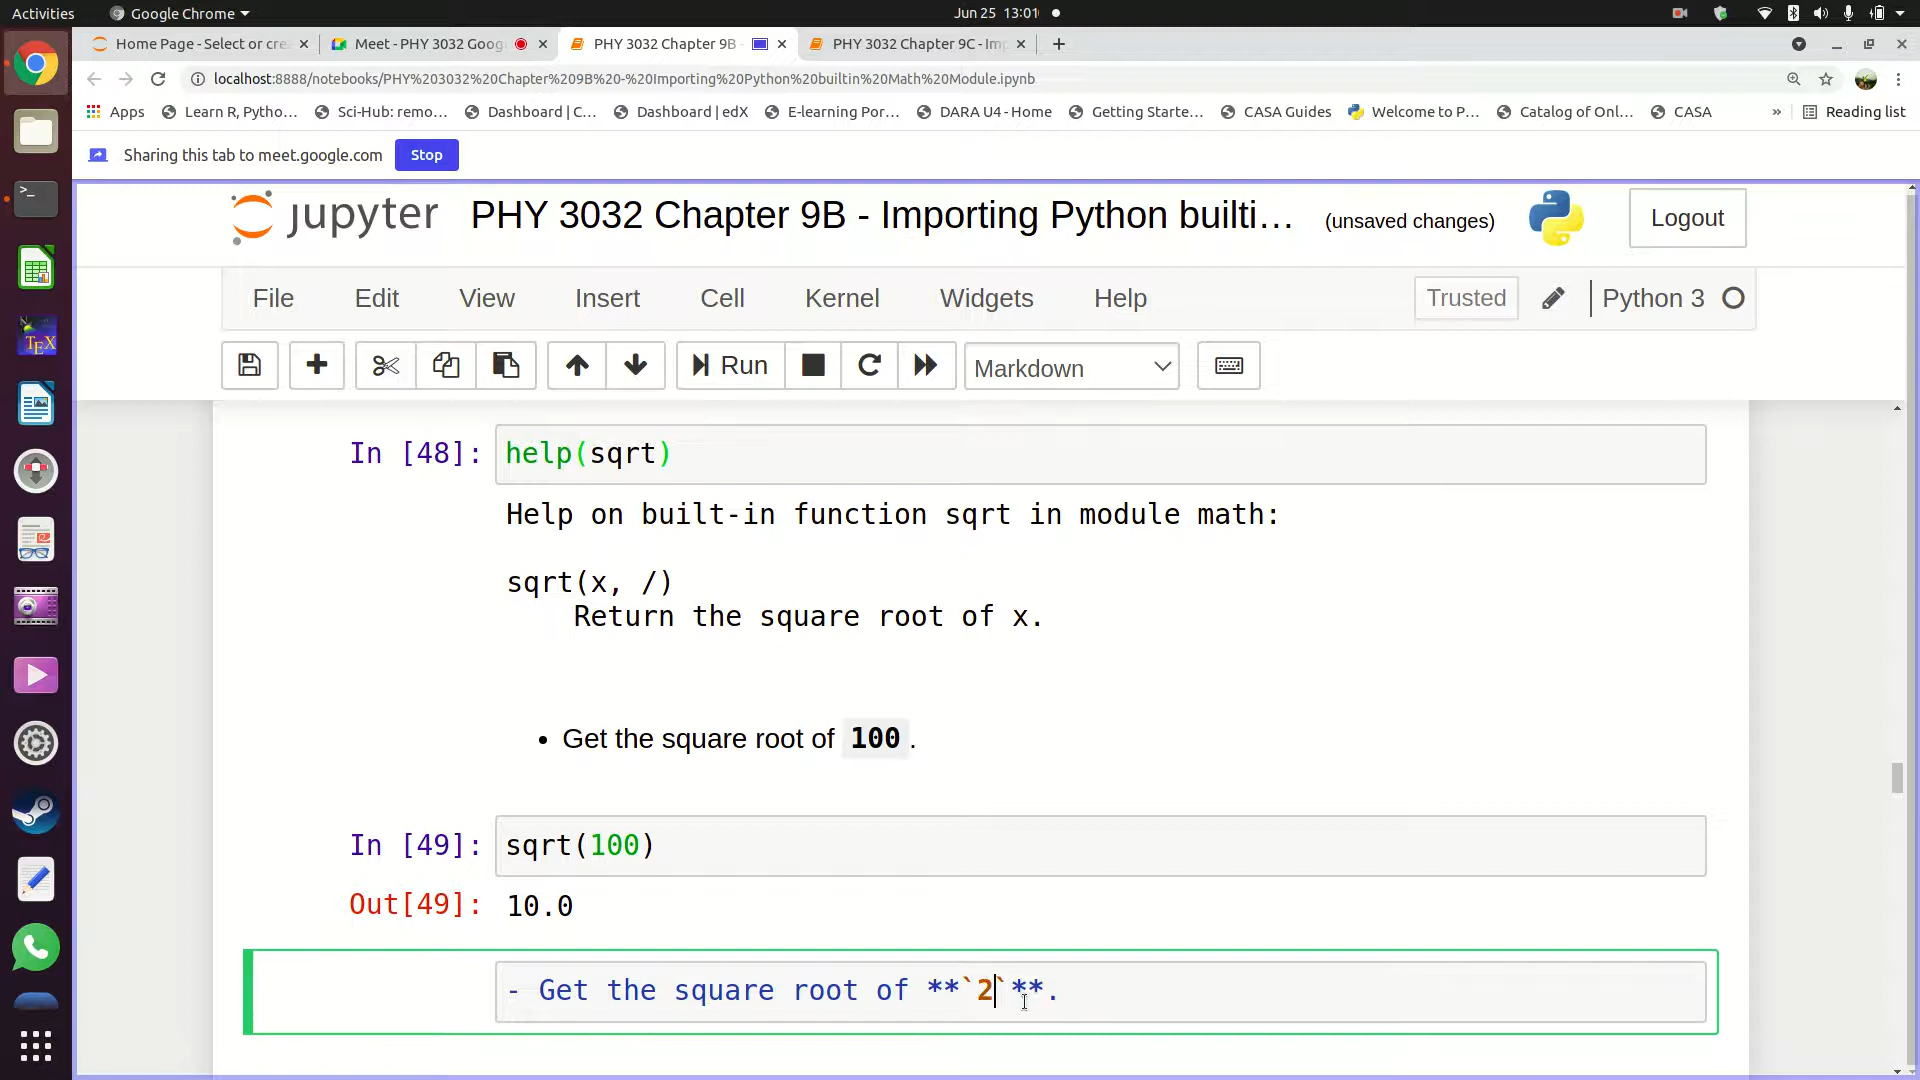 Activities Google Chrome Jun 25 13:01
Home Page - Select or cre
Meet - PHY 3032 Goog
PHY 3032 Chapter 9B -
PHY 3032 Chapter 9C - Im
localhost:8888/notebooks/PHY%203032%20Chapter%209B%20-%20Importing%20Python%20builtin%20Math%20Module.ipynb
Apps Learn R, Pytho... Sci-Hub: remo... Dashboard | C... Dashboard | edX E-learning Por... DARA U4 - Home Getting Starte... CASA Guides Welcome to P... Catalog of Onl... CASA » Reading list
Sharing this tab to meet.google.com Stop
jupyter PHY 3032 Chapter 9B - Importing Python builti... (unsaved changes) Logout
File Edit View Insert Cell Kernel Widgets Help Trusted Python 3
Run Markdown
In [48]: help(sqrt)
Help on built-in function sqrt in module math:
sqrt(x, /)
Return the square root of x.
• Get the square root of 100.
In [49]: sqrt(100)
Out[49]: 10.0
- Get the square root of **`2`**.